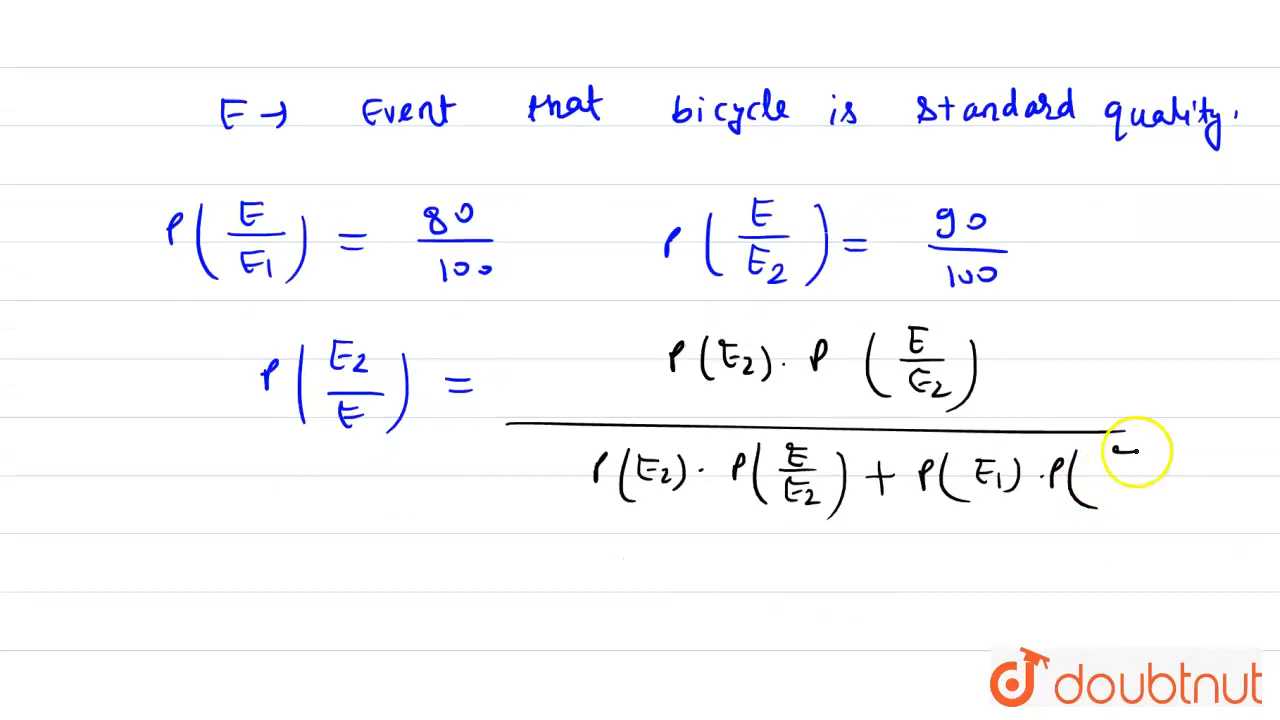 E → Event that bicycle is standard quality.
P(E/E1) = 80/100 P(E/E2) = 90/100
P(E2/E) = P(E2) . P(E/E2)
P(E2) . P(E/E2) + P(E1) . P(
doubtnut